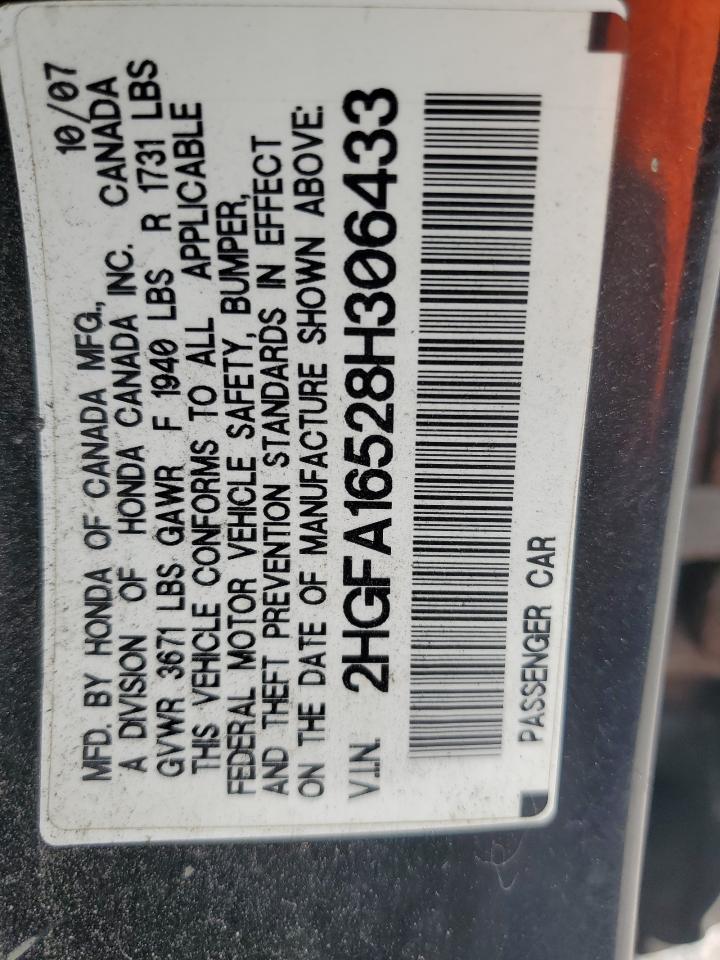 MFD. BY HONDA OF CANADA MFG., 10/07
A DIVISION OF HONDA CANADA INC. CANADA
GVWR 3671 LBS GAWR F 1940 LBS R 1731 LBS
THIS VEHICLE CONFORMS TO ALL APPLICABLE
FEDERAL MOTOR VEHICLE SAFETY, BUMPER,
AND THEFT PREVENTION STANDARDS IN EFFECT
ON THE DATE OF MANUFACTURE SHOWN ABOVE:
V.I.N. 2HGFA16528H306433
PASSENGER CAR